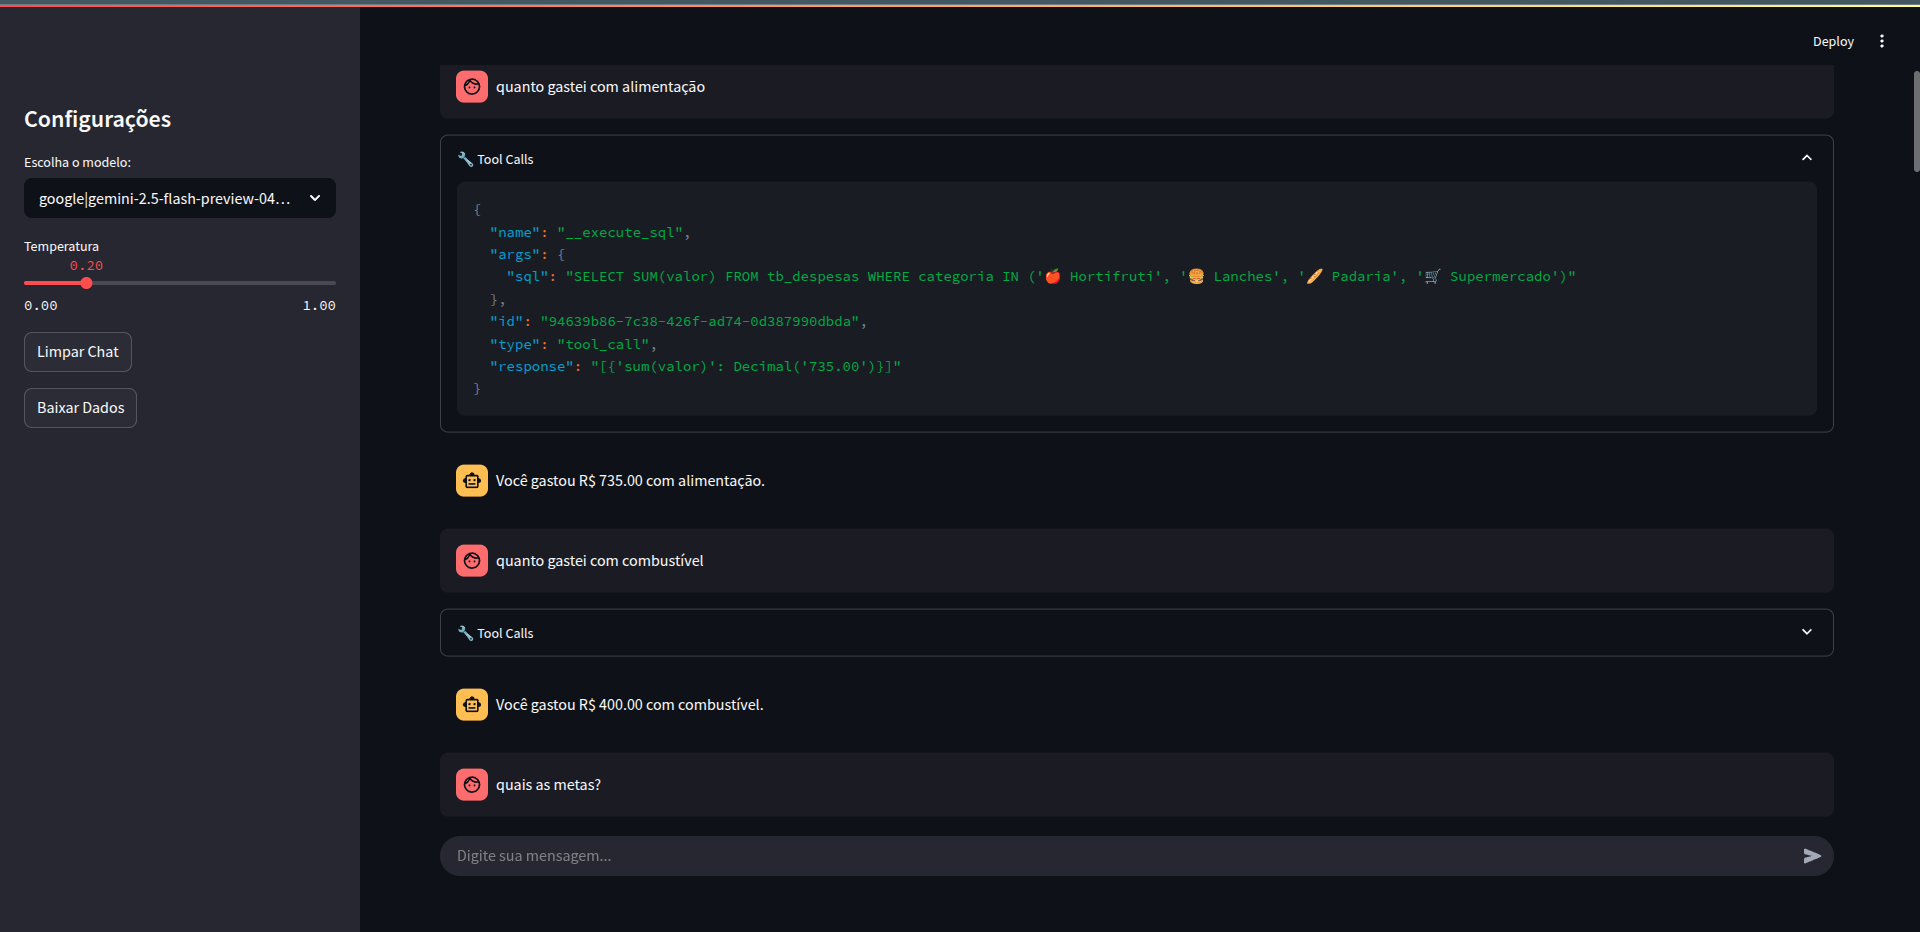 Deploy
Configurações
Escolha o modelo:
google|gemini-2.5-flash-preview-04...
Temperatura
0.20
0.00 1.00
Limpar Chat
Baixar Dados
quanto gastei com alimentação
🔧 Tool Calls
{
"name": "__execute_sql",
"args": {
"sql": "SELECT SUM(valor) FROM tb_despesas WHERE categoria IN ('🍎 Hortifruti', '🍔 Lanches', '🥖 Padaria', '🛒 Supermercado')"
},
"id": "94639b86-7c38-426f-ad74-0d387990dbda",
"type": "tool_call",
"response": "[{'sum(valor)': Decimal('735.00')}]"
}
Você gastou R$ 735.00 com alimentação.
quanto gastei com combustível
🔧 Tool Calls
Você gastou R$ 400.00 com combustível.
quais as metas?
Digite sua mensagem...